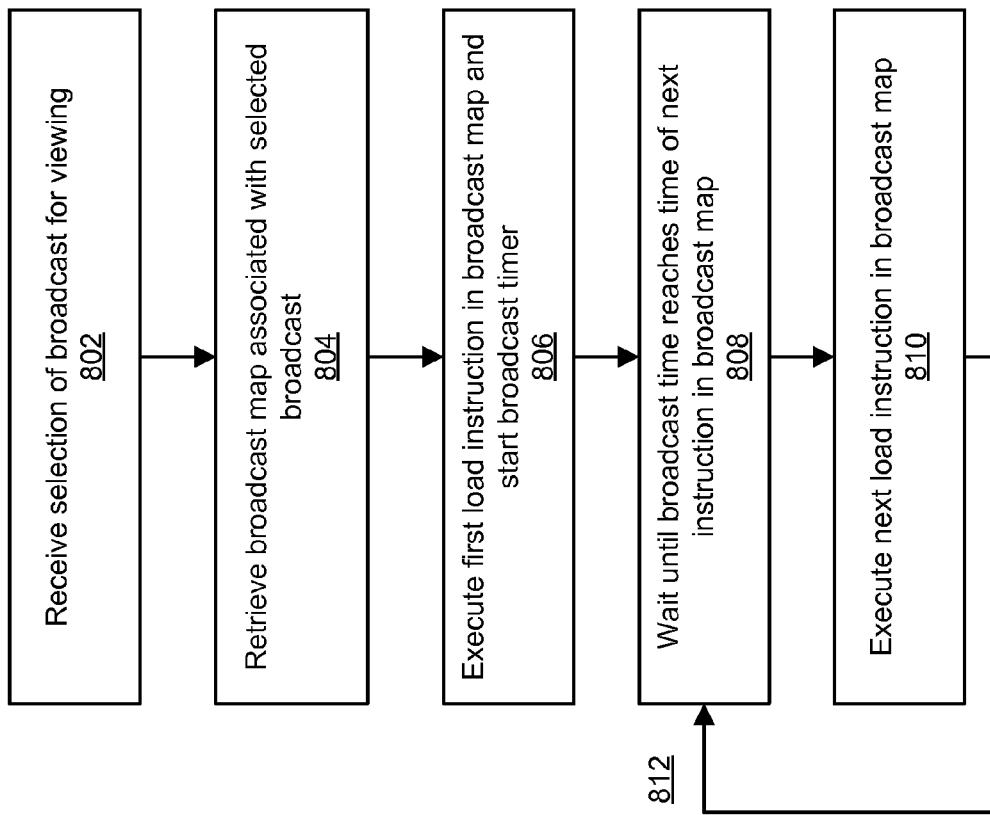 Receive selection of broadcast for viewing
802
Retrieve broadcast map associated with selected
broadcast
804
Execute first load instruction in broadcast map and
start broadcast timer
806
Wait until broadcast time reaches time of next
instruction in broadcast map
808
Execute next load instruction in broadcast map
810
812